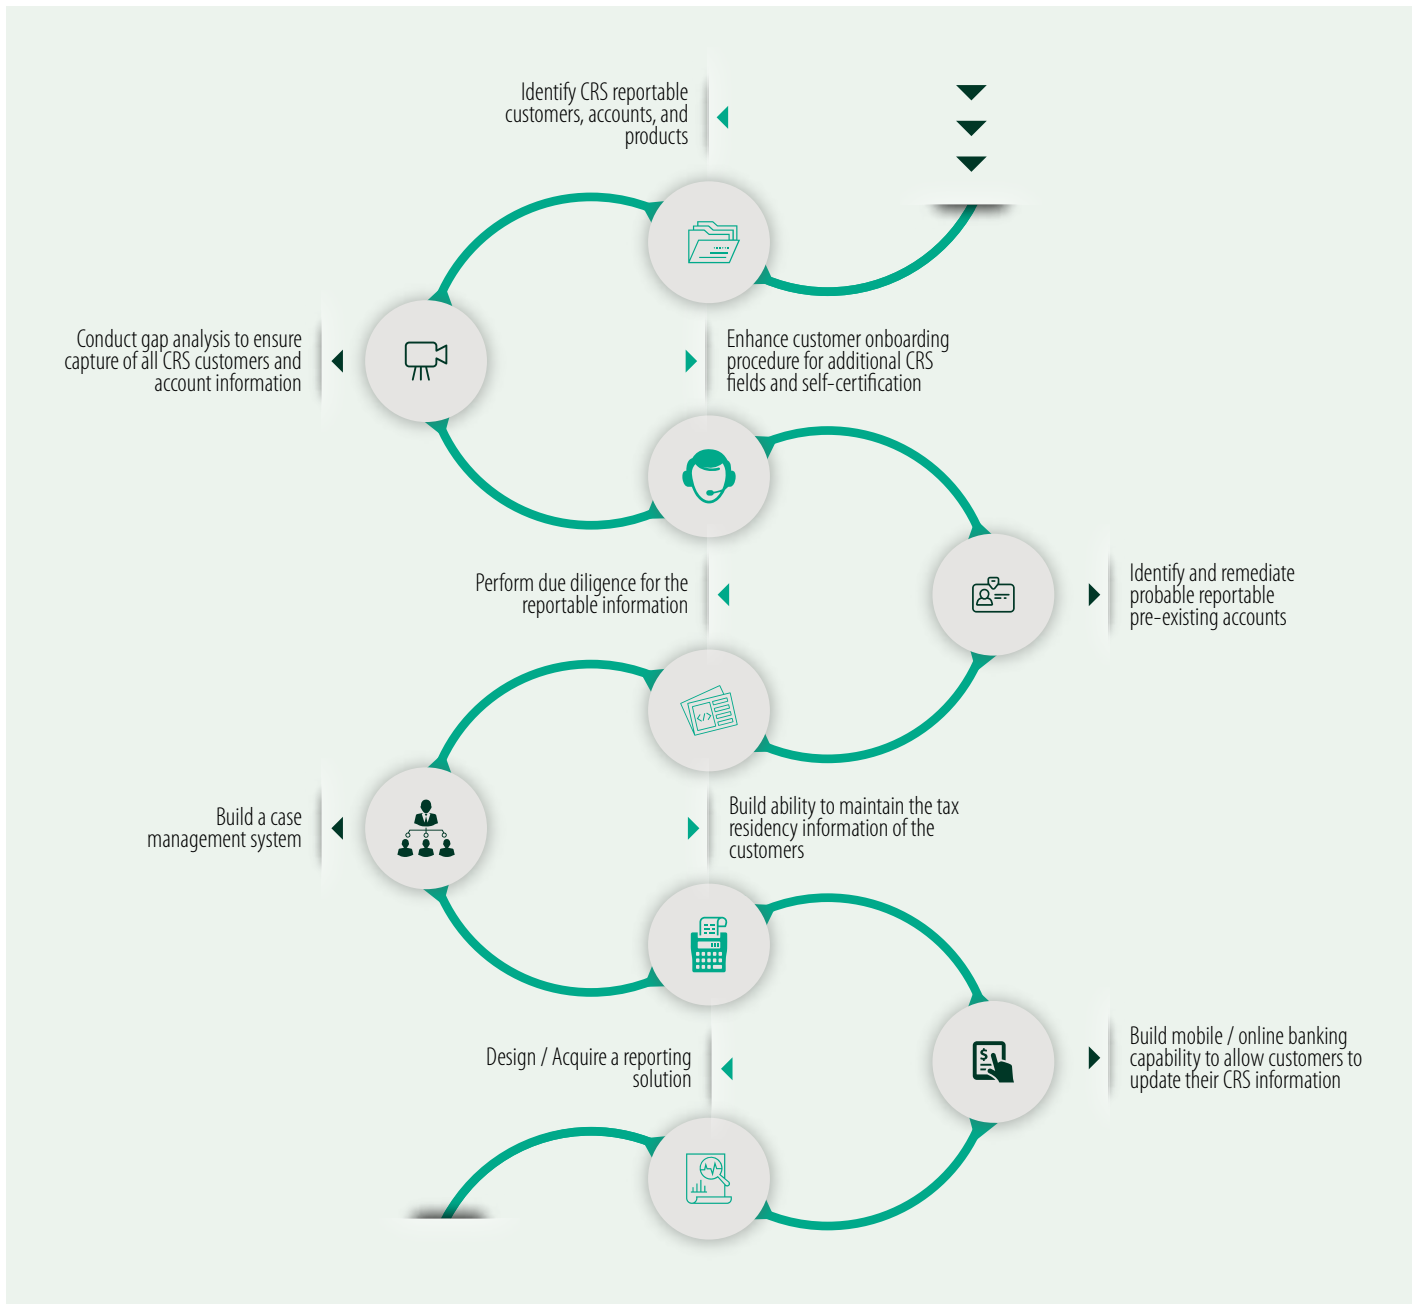 Identify CRS reportable
customers, accounts, and
products
Conduct gap analysis to ensure
capture of all CRS customers and
account information
Enhance customer onboarding
procedure for additional CRS
fields and self-certification
Identify and remediate
probable reportable
pre-existing accounts
Perform due diligence for the
reportable information
Build a case
management system
Build ability to maintain the tax
residency information of the
customers
Build mobile / online banking
capability to allow customers to
update their CRS information
Design / Acquire a reporting
solution